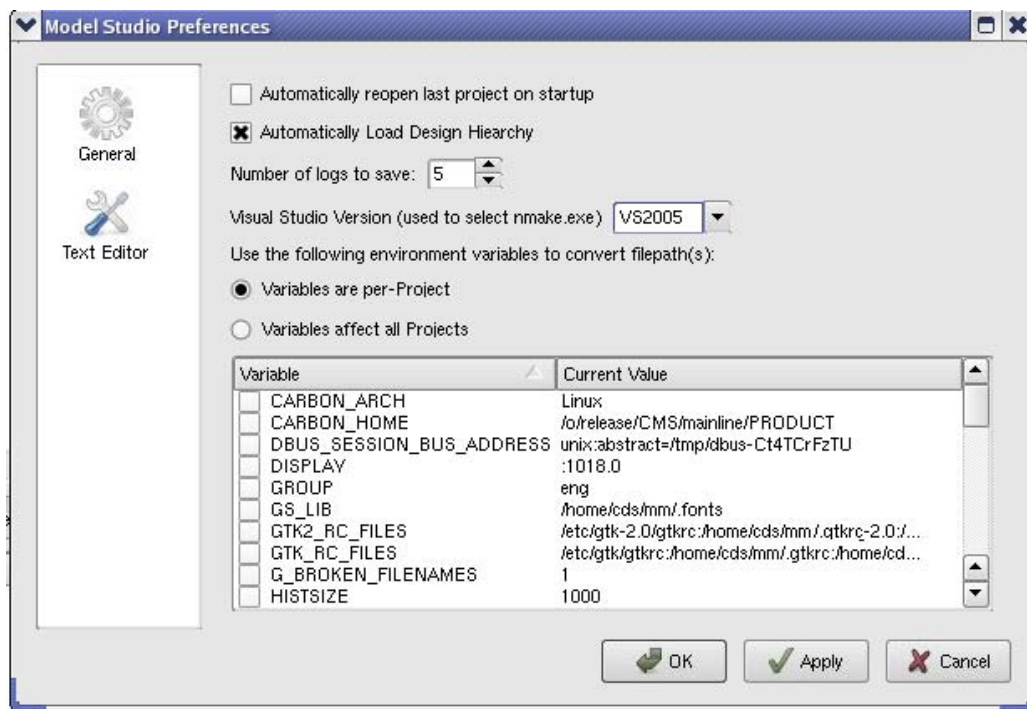 Model Studio Preferences
General
Text Editor
Automatically reopen last project on startup
Automatically Load Design Hiearchy
Number of logs to save: 5
Visual Studio Version (used to select nmake.exe) VS2005
Use the following environment variables to convert filepath(s):
Variables are per-Project
Variables affect all Projects
Variable Current Value
CARBON_ARCH Linux
CARBON_HOME /o/release/CMS/mainline/PRODUCT
DBUS_SESSION_BUS_ADDRESS unix:abstract=/tmp/dbus-Ct4TCrFzTU
DISPLAY :1018.0
GROUP eng
GS_LIB /home/cds/mm/.fonts
GTK2_RC_FILES /etc/gtk-2.0/gtkrc:/home/cds/mm/.gtkrc-2.0:/...
GTK_RC_FILES /etc/gtk/gtkrc:/home/cds/mm/.gtkrc:/home/cd...
G_BROKEN_FILENAMES 1
HISTSIZE 1000
OK
Apply
Cancel